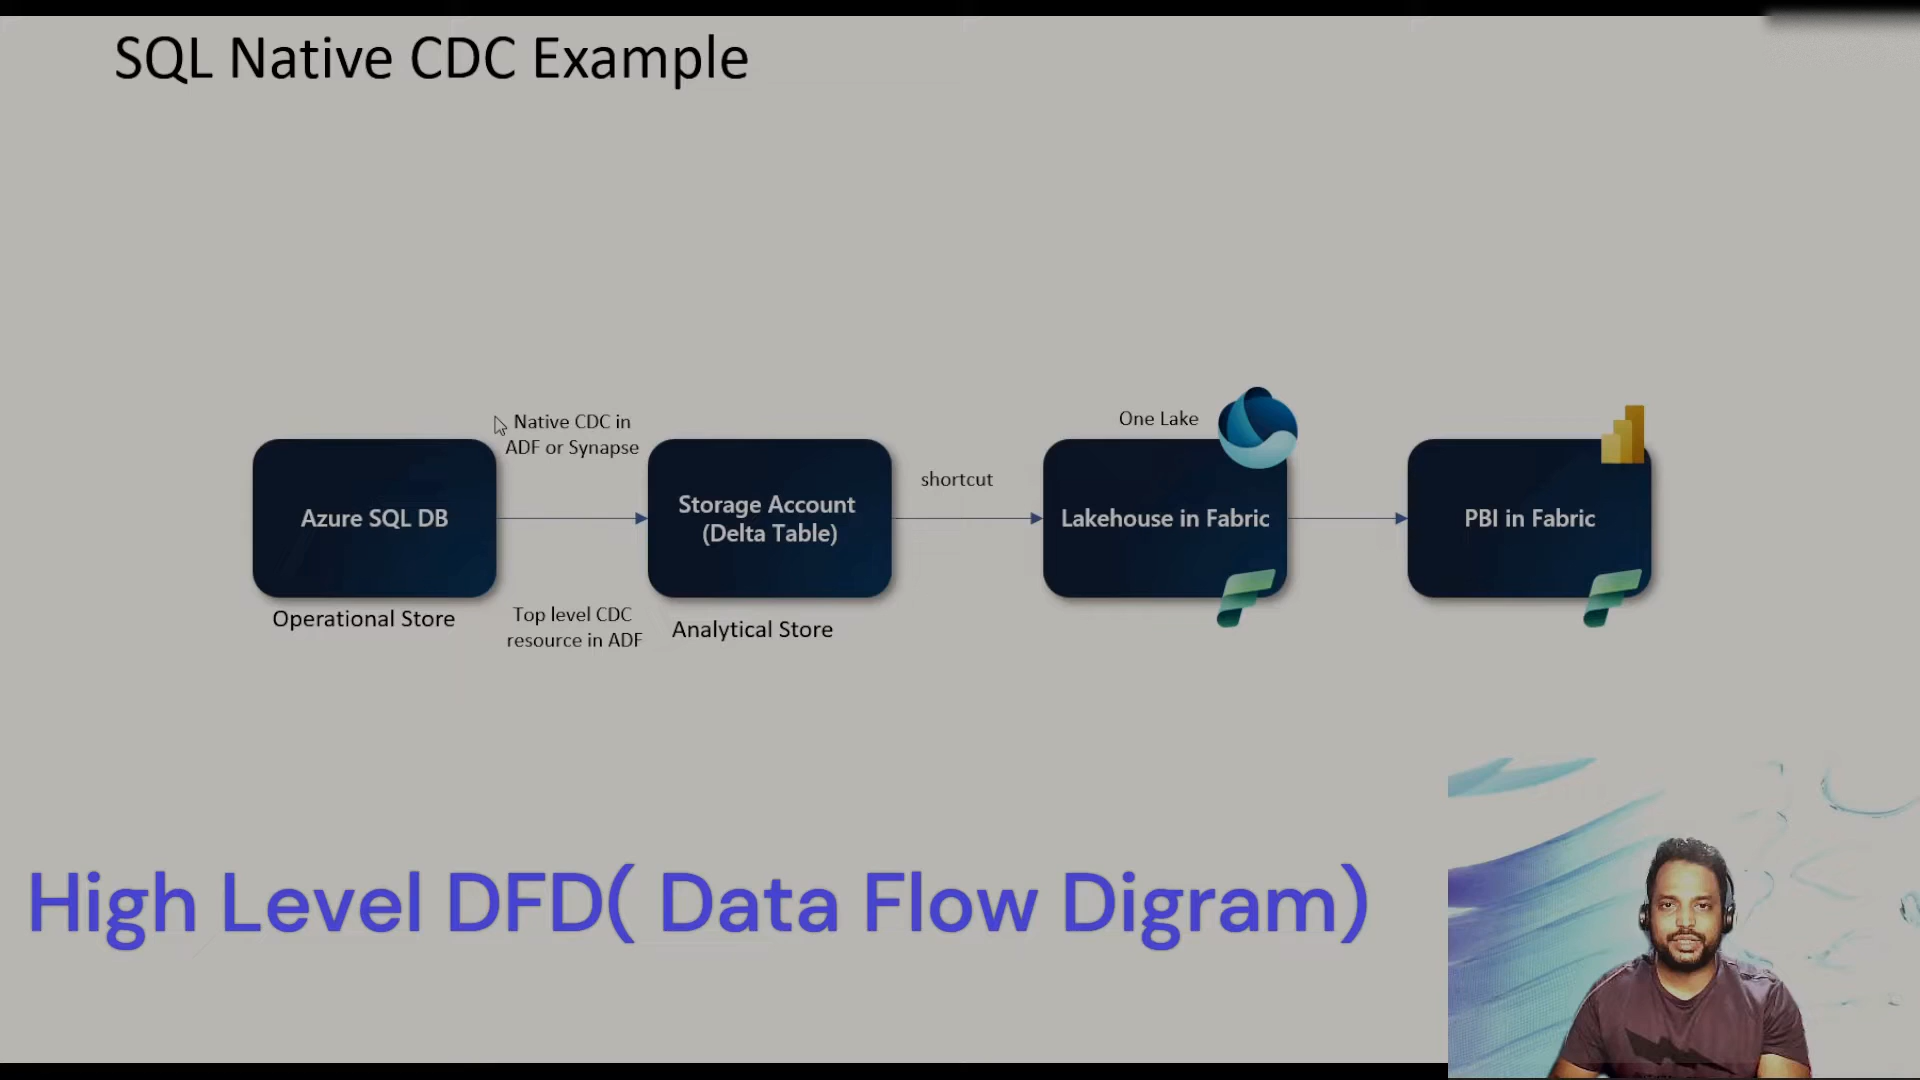 SQL Native CDC Example
Native CDC in
ADF or Synapse
One Lake
shortcut
Azure SQL DB
Storage Account
(Delta Table)
Lakehouse in Fabric
PBI in Fabric
Operational Store
Top level CDC
resource in ADF
Analytical Store
High Level DFD( Data Flow Digram)